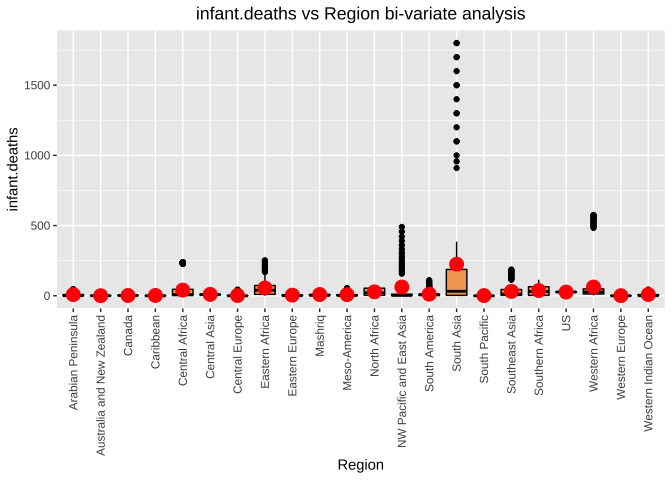 infant.deaths vs Region bi-variate analysis
infant.deaths
1500
1000
500
0
Arabian Peninsula
Australia and New Zealand
Canada
Caribbean
Central Africa
Central Asia
Central Europe
Eastern Africa
Eastern Europe
Mashriq
Meso-America
North Africa
NW Pacific and East Asia
South America
South Asia
South Pacific
Southeast Asia
Southern Africa
US
Western Africa
Western Europe
Western Indian Ocean
Region